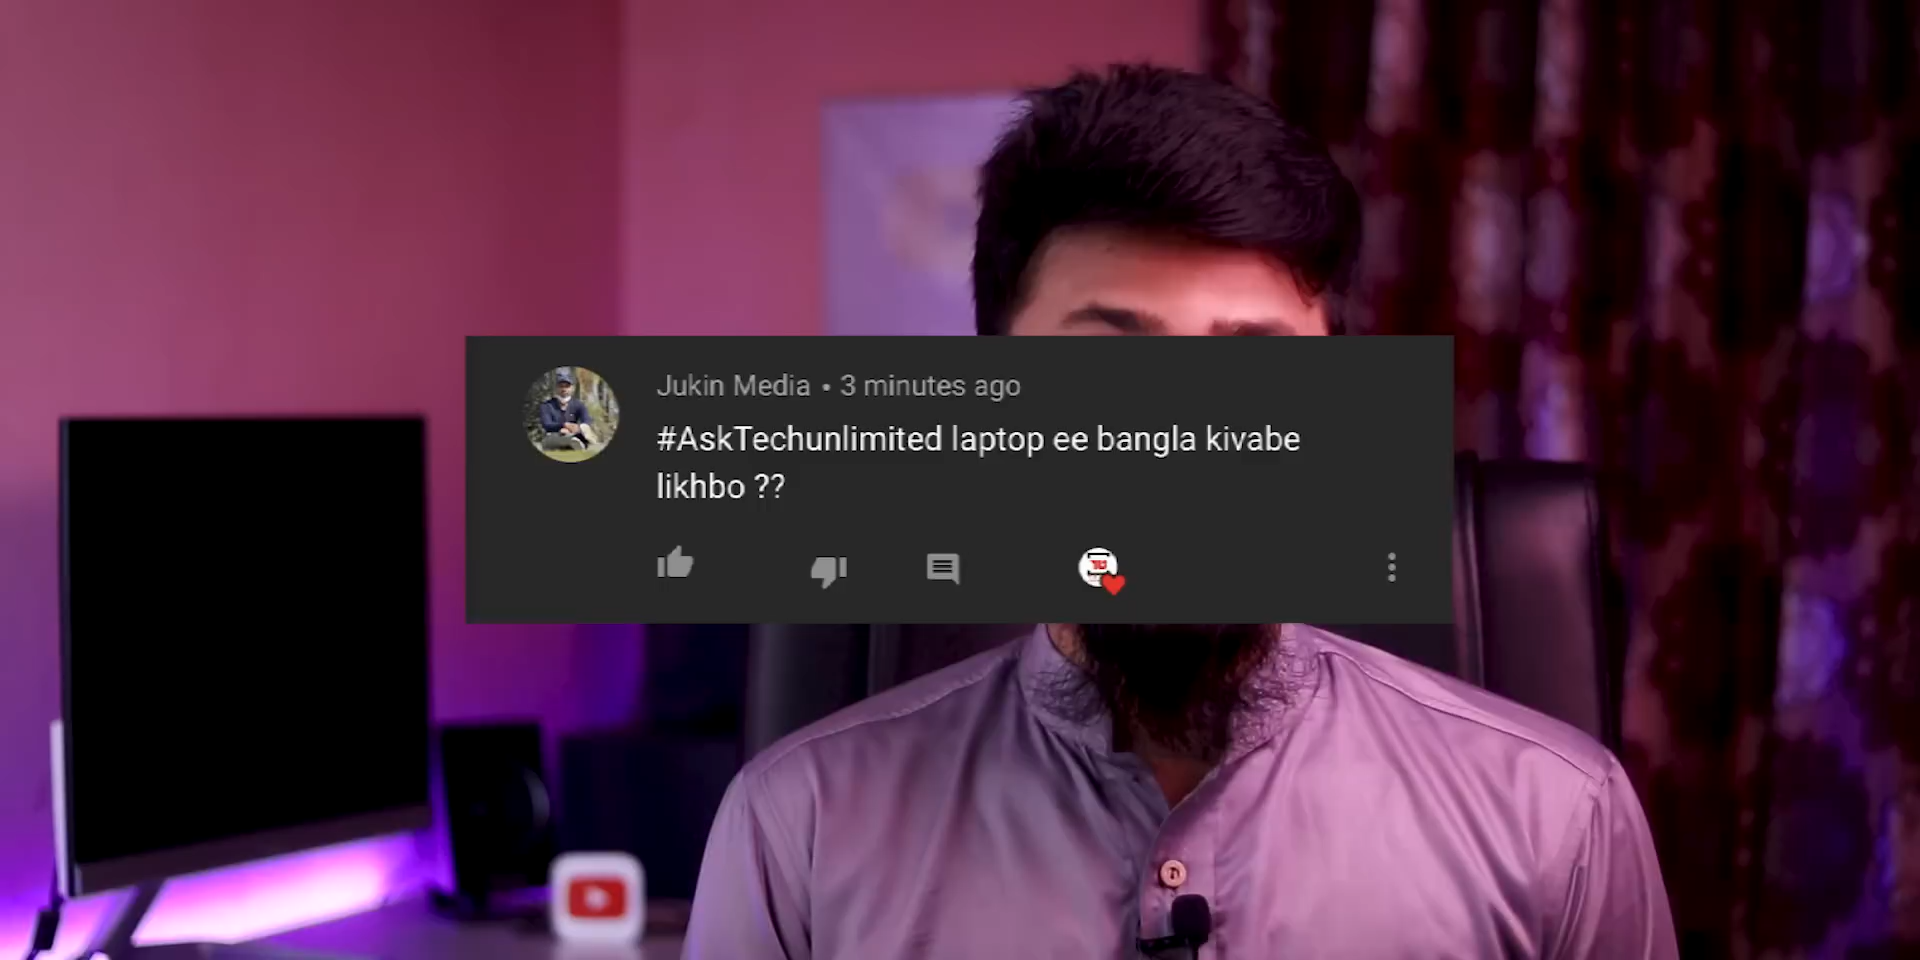 Jukin Media • 3 minutes ago
#AskTechunlimited laptop ee bangla kivabe
likhbo ??